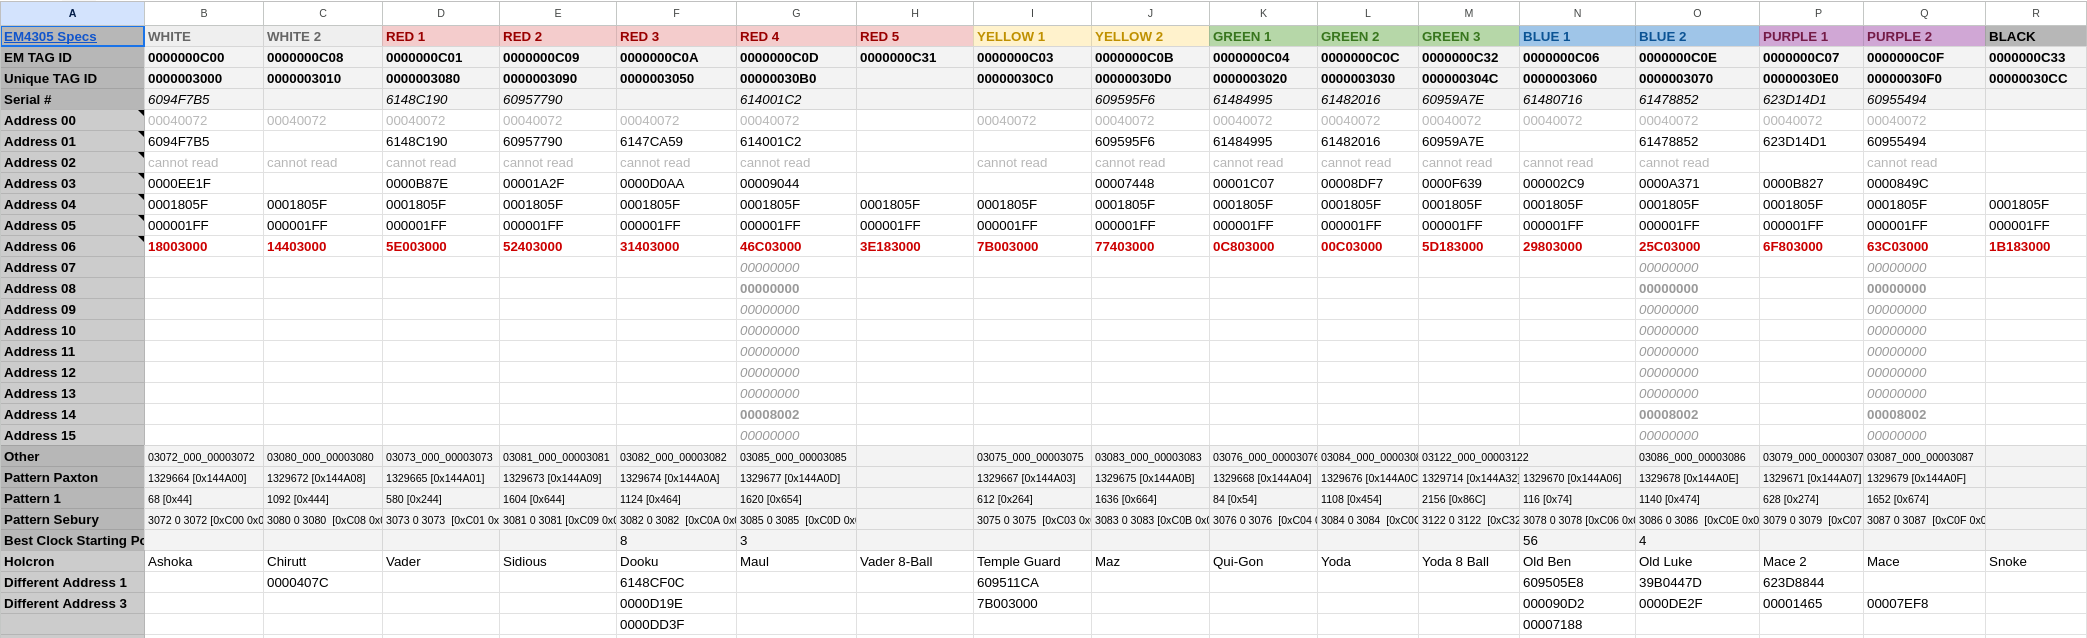 A B C D E F G H I J K L M N O P Q R
EM4305 Specs WHITE WHITE 2 RED 1 RED 2 RED 3 RED 4 RED 5 YELLOW 1 YELLOW 2 GREEN 1 GREEN 2 GREEN 3 BLUE 1 BLUE 2 PURPLE 1 PURPLE 2 BLACK
EM TAG ID 0000000C00 0000000C08 0000000C01 0000000C09 0000000C0A 0000000C0D 0000000C31 0000000C03 0000000C0B 0000000C04 0000000C0C 0000000C32 0000000C06 0000000C0E 0000000C07 0000000C0F 0000000C33
Unique TAG ID 0000003000 0000003010 0000003080 0000003090 0000003050 00000030B0 00000030C0 00000030D0 0000003020 0000003030 000000304C 0000003060 0000003070 00000030E0 00000030F0 00000030CC
Serial # 6094F7B5 6148C190 60957790 614001C2 609595F6 61484995 61482016 60959A7E 61480716 61478852 623D14D1 60955494
Address 00 00040072 00040072 00040072 00040072 00040072 00040072 00040072 00040072 00040072 00040072 00040072 00040072 00040072 00040072 00040072
Address 01 6094F7B5 6148C190 60957790 6147CA59 614001C2 609595F6 61484995 61482016 60959A7E 61478852 623D14D1 60955494
Address 02 cannot read cannot read cannot read cannot read cannot read cannot read cannot read cannot read cannot read cannot read cannot read cannot read cannot read cannot read
Address 03 0000EE1F 0000B87E 00001A2F 0000D0AA 00009044 00007448 00001C07 00008DF7 0000F639 000002C9 0000A371 0000B827 0000849C
Address 04 0001805F 0001805F 0001805F 0001805F 0001805F 0001805F 0001805F 0001805F 0001805F 0001805F 0001805F 0001805F 0001805F 0001805F 0001805F 0001805F 0001805F
Address 05 000001FF 000001FF 000001FF 000001FF 000001FF 000001FF 000001FF 000001FF 000001FF 000001FF 000001FF 000001FF 000001FF 000001FF 000001FF 000001FF 000001FF
Address 06 18003000 14403000 5E003000 52403000 31403000 46C03000 3E183000 7B003000 77403000 0C803000 00C03000 5D183000 29803000 25C03000 6F803000 63C03000 1B183000
Address 07 00000000 00000000 00000000
Address 08 00000000 00000000 00000000
Address 09 00000000 00000000 00000000
Address 10 00000000 00000000 00000000
Address 11 00000000 00000000 00000000
Address 12 00000000 00000000 00000000
Address 13 00000000 00000000 00000000
Address 14 00008002 00008002 00008002
Address 15 00000000 00000000 00000000
Other 03072_000_00003072 03080_000_00003080 03073_000_00003073 03081_000_00003081 03082_000_00003082 03085_000_00003085 03075_000_00003075 03083_000_00003083 03076_000_00003076 03084_000_0000308 03122_000_00003122 03086_000_00003086 03079_000_0000307 03087_000_00003087
Pattern Paxton 1329664 [0x144A00] 1329672 [0x144A08] 1329665 [0x144A01] 1329673 [0x144A09] 1329674 [0x144A0A] 1329677 [0x144A0D] 1329667 [0x144A03] 1329675 [0x144A0B] 1329668 [0x144A04] 1329676 [0x144A0C 1329714 [0x144A32] 1329670 [0x144A06] 1329678 [0x144A0E] 1329671 [0x144A07] 1329679 [0x144A0F]
Pattern 1 68 [0x44] 1092 [0x444] 580 [0x244] 1604 [0x644] 1124 [0x464] 1620 [0x654] 612 [0x264] 1636 [0x664] 84 [0x54] 1108 [0x454] 2156 [0x86C] 116 [0x74] 1140 [0x474] 628 [0x274] 1652 [0x674]
Pattern Sebury 3072 0 3072 [0xC00 0x0 3080 0 3080 [0xC08 0x 3073 0 3073 [0xC01 0x 3081 0 3081 [0xC09 0x 3082 0 3082 [0xC0A 0x 3085 0 3085 [0xC0D 0x 3075 0 3075 [0xC03 0x 3083 0 3083 [0xC0B 0x 3076 0 3076 [0xC04 3084 0 3084 [0xC0C 3122 0 3122 [0xC32 3078 0 3078 [0xC06 0x 3086 0 3086 [0xC0E 0x0 3079 0 3079 [0xC07 3087 0 3087 [0xC0F 0x
Best Clock Starting Po 8 3 56 4
Holcron Ashoka Chirutt Vader Sidious Dooku Maul Vader 8-Ball Temple Guard Maz Qui-Gon Yoda Yoda 8 Ball Old Ben Old Luke Mace 2 Mace Snoke
Different Address 1 0000407C 6148CF0C 609511CA 609505E8 39B0447D 623D8844
Different Address 3 0000D19E 7B003000 000090D2 0000DE2F 00001465 00007EF8
0000DD3F 00007188